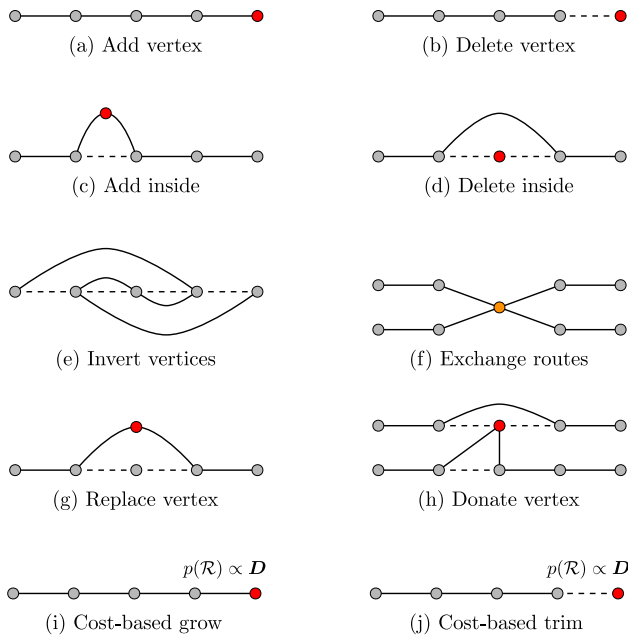 (a) Add vertex
(b) Delete vertex
(c) Add inside
(d) Delete inside
(e) Invert vertices
(f) Exchange routes
(g) Replace vertex
(h) Donate vertex
p(ℛ) ∝ 𝑫
p(ℛ) ∝ 𝑫
(i) Cost-based grow
(j) Cost-based trim